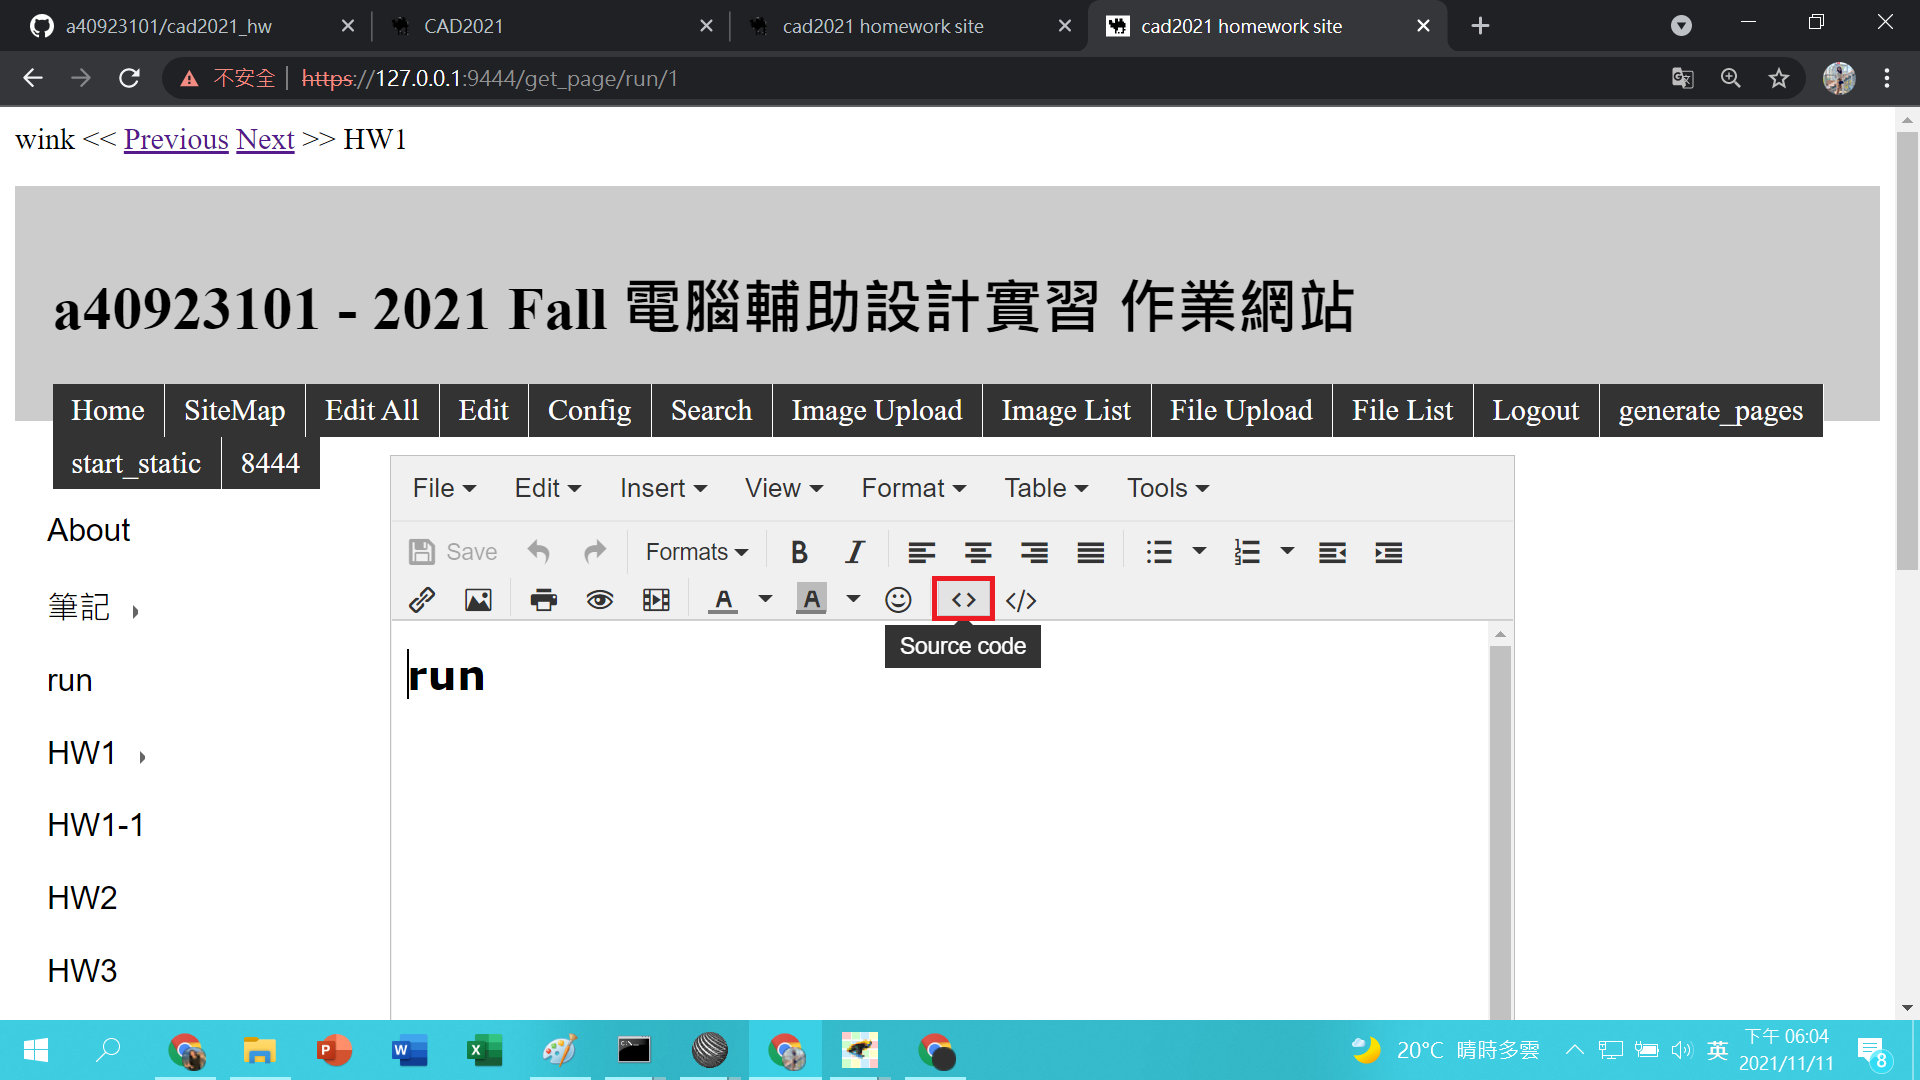 a40923101/cad2021_hw
CAD2021
cad2021 homework site
cad2021 homework site
不安全 | https://127.0.0.1:9444/get_page/run/1
wink << Previous Next >> HW1
a40923101 - 2021 Fall 電腦輔助設計實習 作業網站
Home SiteMap Edit All Edit Config Search Image Upload Image List File Upload File List Logout generate_pages
start_static 8444
File Edit Insert View Format Table Tools
Save Formats B I
A A <> </>
Source code
run
About
筆記
run
HW1
HW1-1
HW2
HW3
20°C 晴時多雲
英
下午 06:04
2021/11/11
8